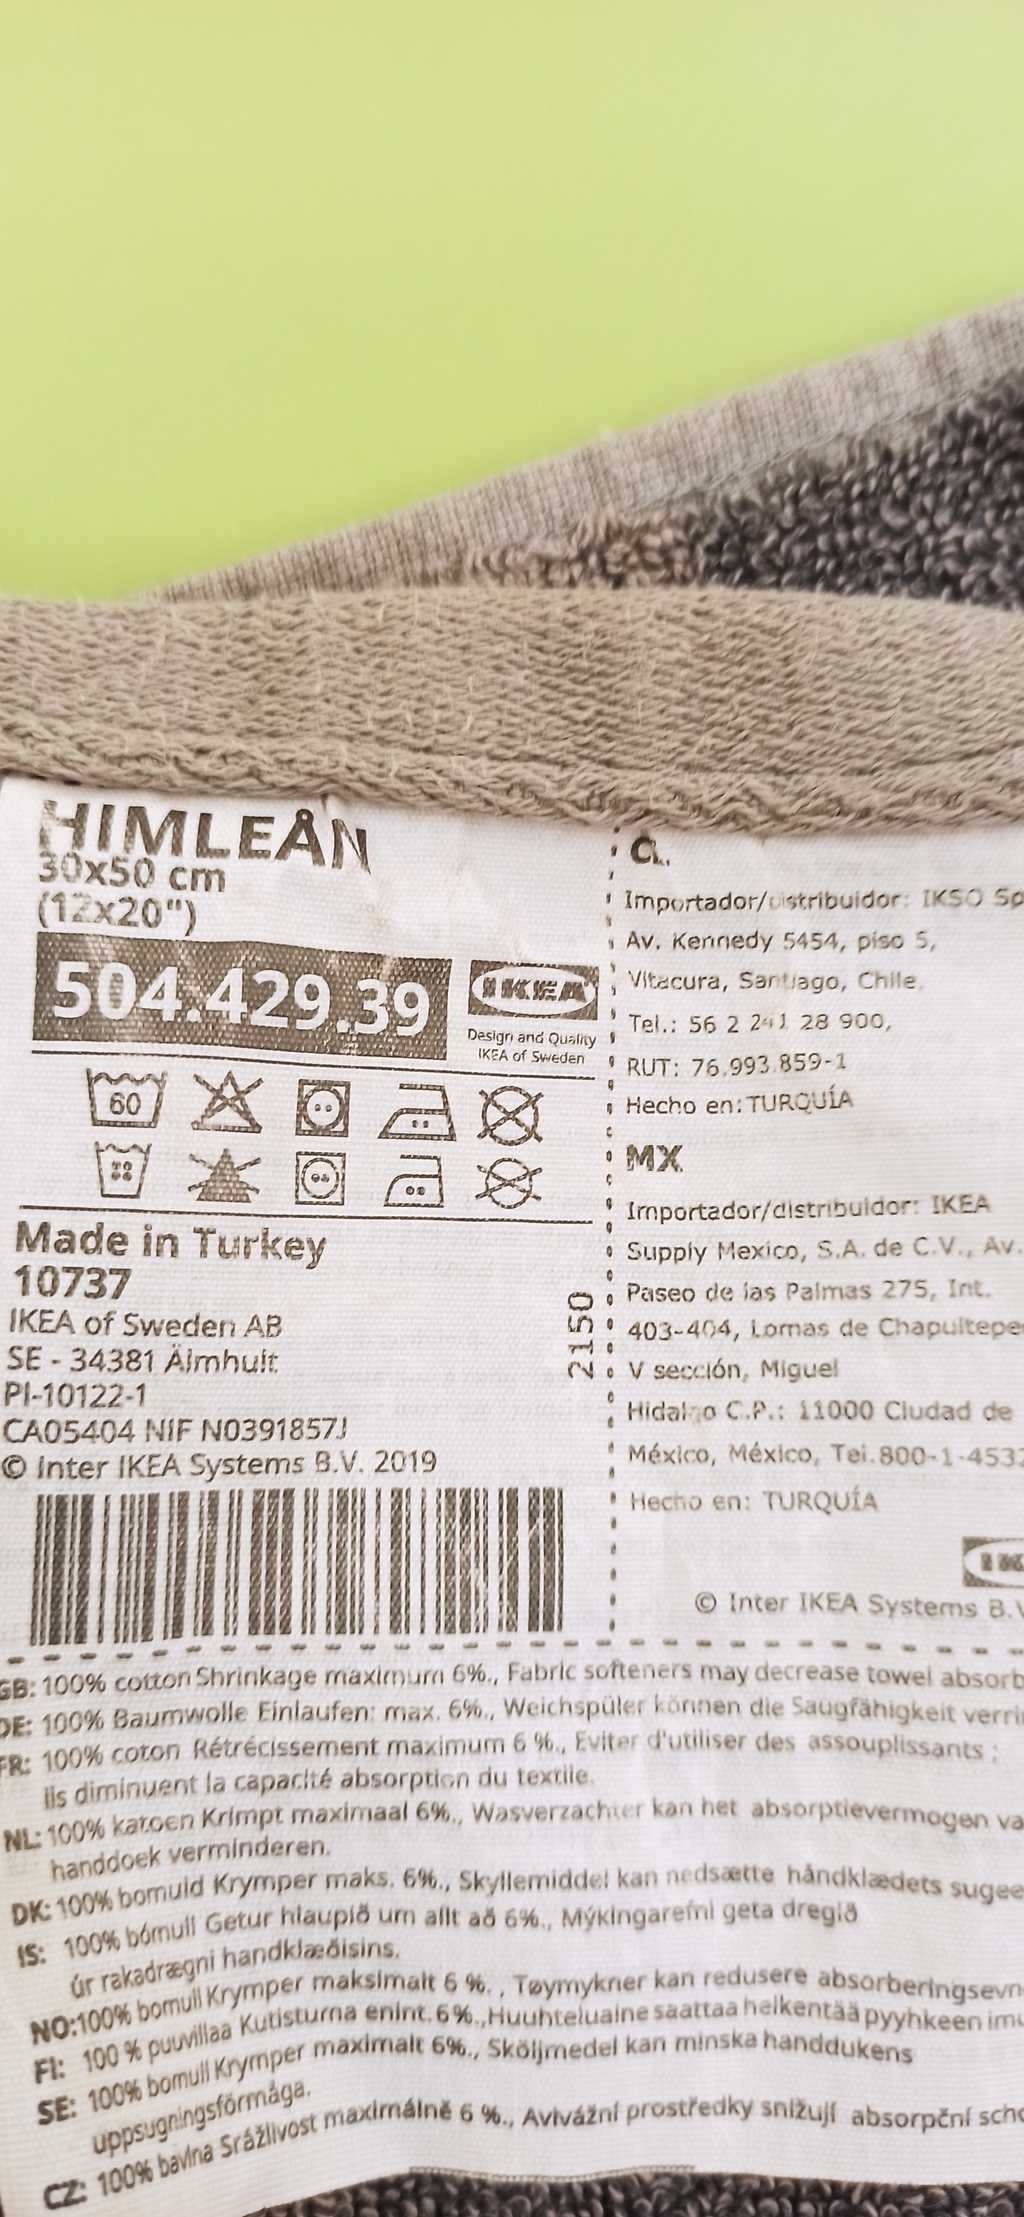 HIMLEÅN
30x50 cm
(12x20")
504.429.39
IKEA
Design and Quality
IKEA of Sweden
60
Made in Turkey
10737
IKEA of Sweden AB
SE - 34381 Älmhult
PI-10122-1
CA05404 NIF N0391857J
© Inter IKEA Systems B.V. 2019
2150
Importador/distribuidor: IKSO Sp
Av. Kennedy 5454, piso 5,
Vitacura, Santiago, Chile,
Tel.: 56 2 241 28 900,
RUT: 76.993.859-1
Hecho en: TURQUÍA
MX
Importador/distribuidor: IKEA
Supply Mexico, S.A. de C.V., Av.
Paseo de las Palmas 275, Int.
403-404, Lomas de Chapultepe
V sección, Miguel
Hidalgo C.P.: 11000 Ciudad de
México, México, Tel.800-1-4532
Hecho en: TURQUÍA
© Inter IKEA Systems B.V
GB: 100% cotton Shrinkage maximum 6%., Fabric softeners may decrease towel absorb
DE: 100% Baumwolle Einlaufen: max. 6%., Weichspüler können die Saugfähigkeit verrin
FR: 100% coton Rétrécissement maximum 6 %., Eviter d'utiliser des assouplissants ;
ils diminuent la capacité absorption du textile.
NL: 100% katoen Krimpt maximaal 6%., Wasverzachter kan het absorptievermogen va
handdoek verminderen.
DK: 100% bomuld Krymper maks. 6%., Skyllemiddel kan nedsætte håndklædets sugee
IS: 100% bómull Getur hlaupið um allt að 6%., Mýkingarefni geta dregið
úr rakadrægni handklæðisins.
NO: 100% bomull Krymper maksimalt 6 %. , Tøymykner kan redusere absorberingsevn
FI: 100 % puuvillaa Kutistuma enint. 6%., Huuhteluaine saattaa heikentää pyyhkeen imu
SE: 100% bomull Krymper maximalt 6%., Sköljmedel kan minska handdukens
uppsugningsförmåga.
CZ: 100% bavlna Srážlivost maximálně 6 %., Avivážní prostředky snižují absorpční scho